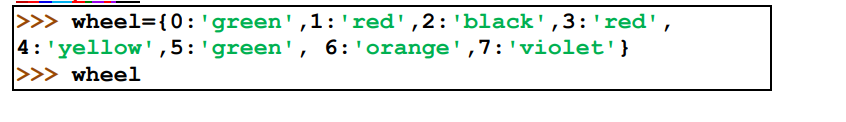 >>> wheel={0:'green',1:'red',2:'black',3:'red',
4:'yellow',5:'green', 6:'orange',7:'violet'}
>>> wheel